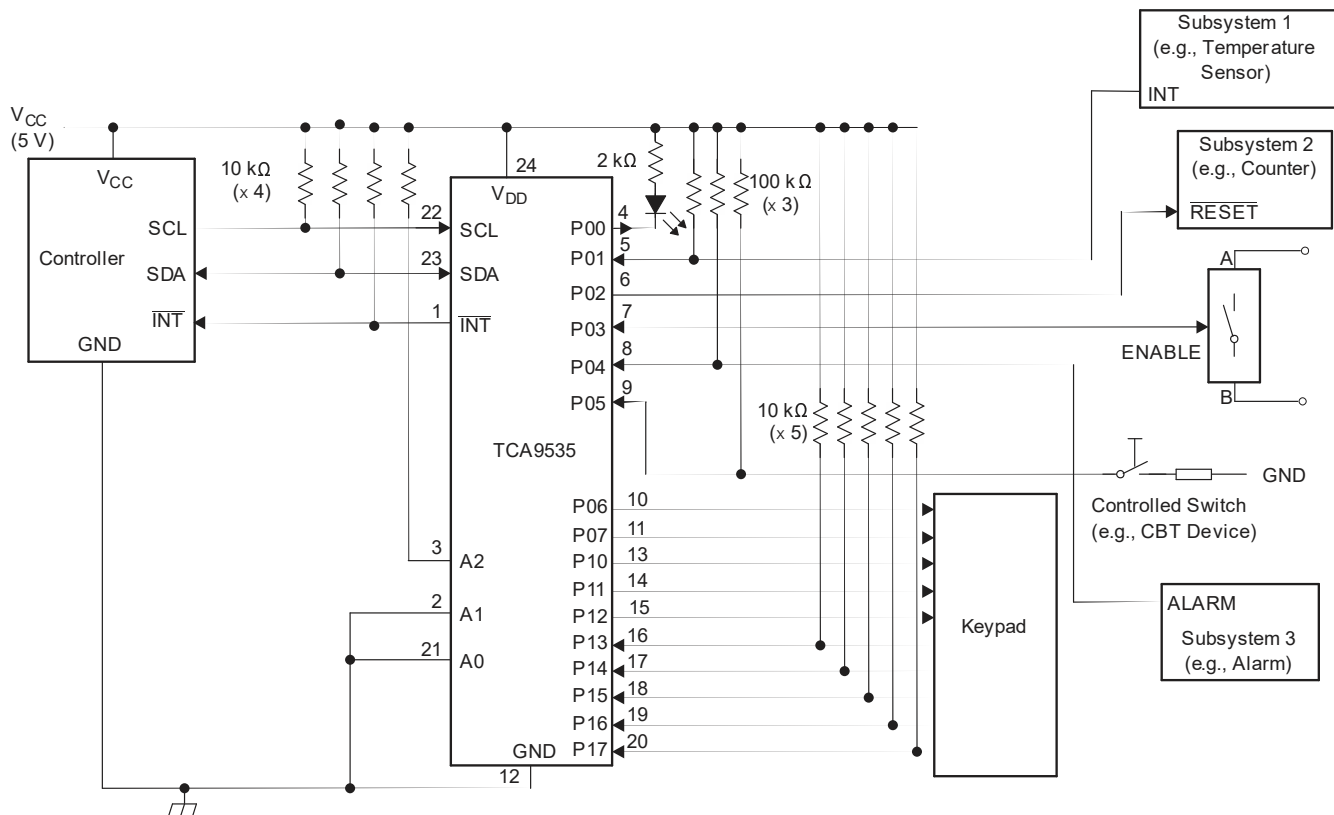 Subsystem 1
(e.g., Temperature
Sensor)
INT
VCC
(5 V)
Subsystem 2
(e.g., Counter)
RESET
VCC
SCL
Controller
SDA
INT
GND
10 kΩ
(x 4)
24
VDD
22
SCL
23
SDA
1
INT
TCA9535
3
A2
2
A1
21
A0
GND
12
2 kΩ
100 kΩ
(x 3)
P00
4
P01
5
P02
6
P03
7
P04
8
P05
9
A
ENABLE
B
10 kΩ
(x 5)
GND
Controlled Switch
(e.g., CBT Device)
P06
10
P07
11
P10
13
P11
14
P12
15
P13
16
P14
17
P15
18
P16
19
P17
20
Keypad
ALARM
Subsystem 3
(e.g., Alarm)